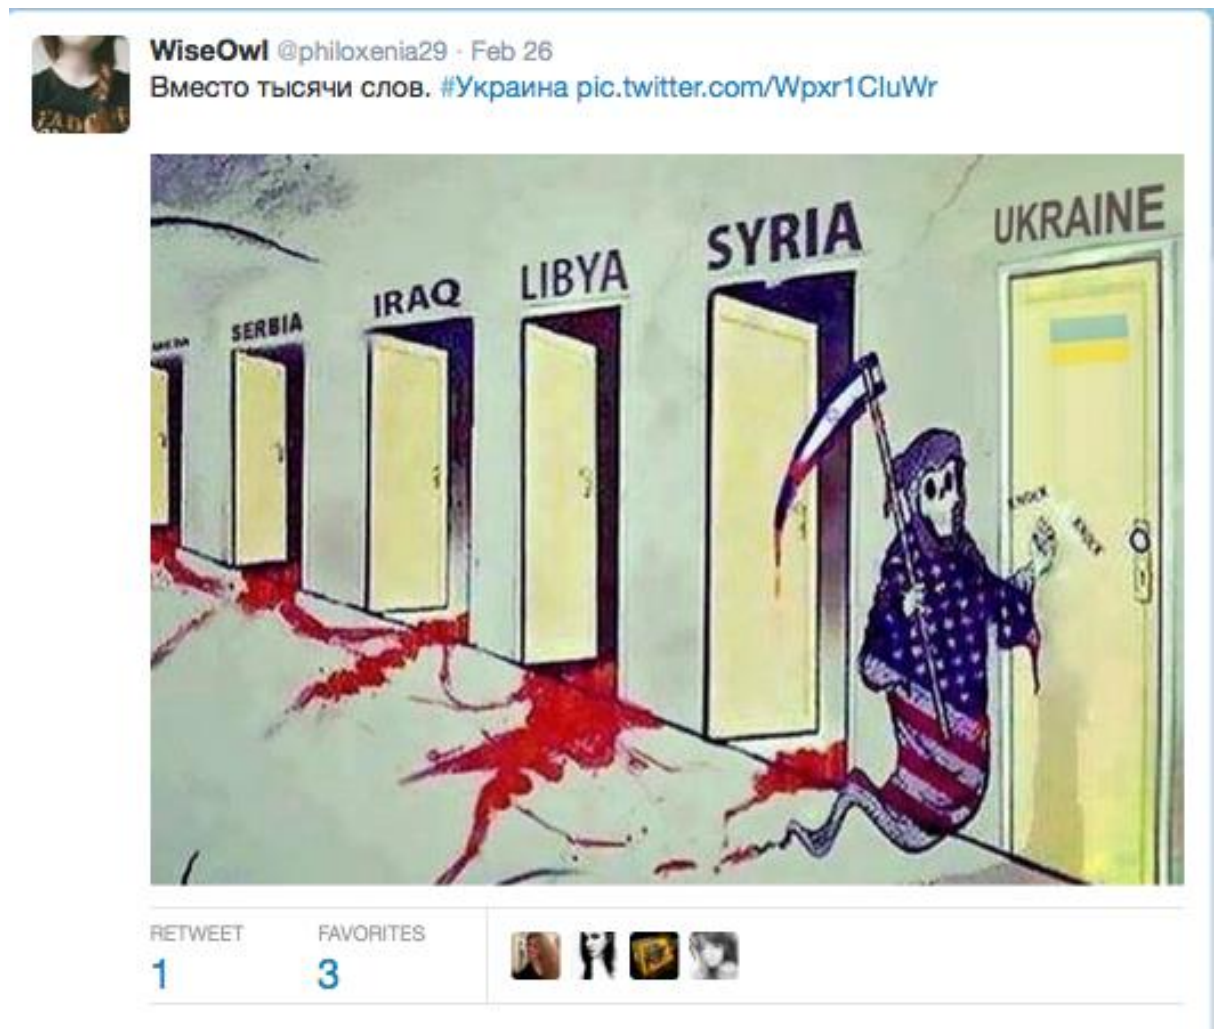 WiseOwl @philoxenia29 · Feb 26
Вместо тысячи слов. #Украина pic.twitter.com/Wpxr1CluWr
UKRAINE
SYRIA
LIBYA
IRAQ
SERBIA
KNOCK
KNOCK
RETWEET
1
FAVORITES
3